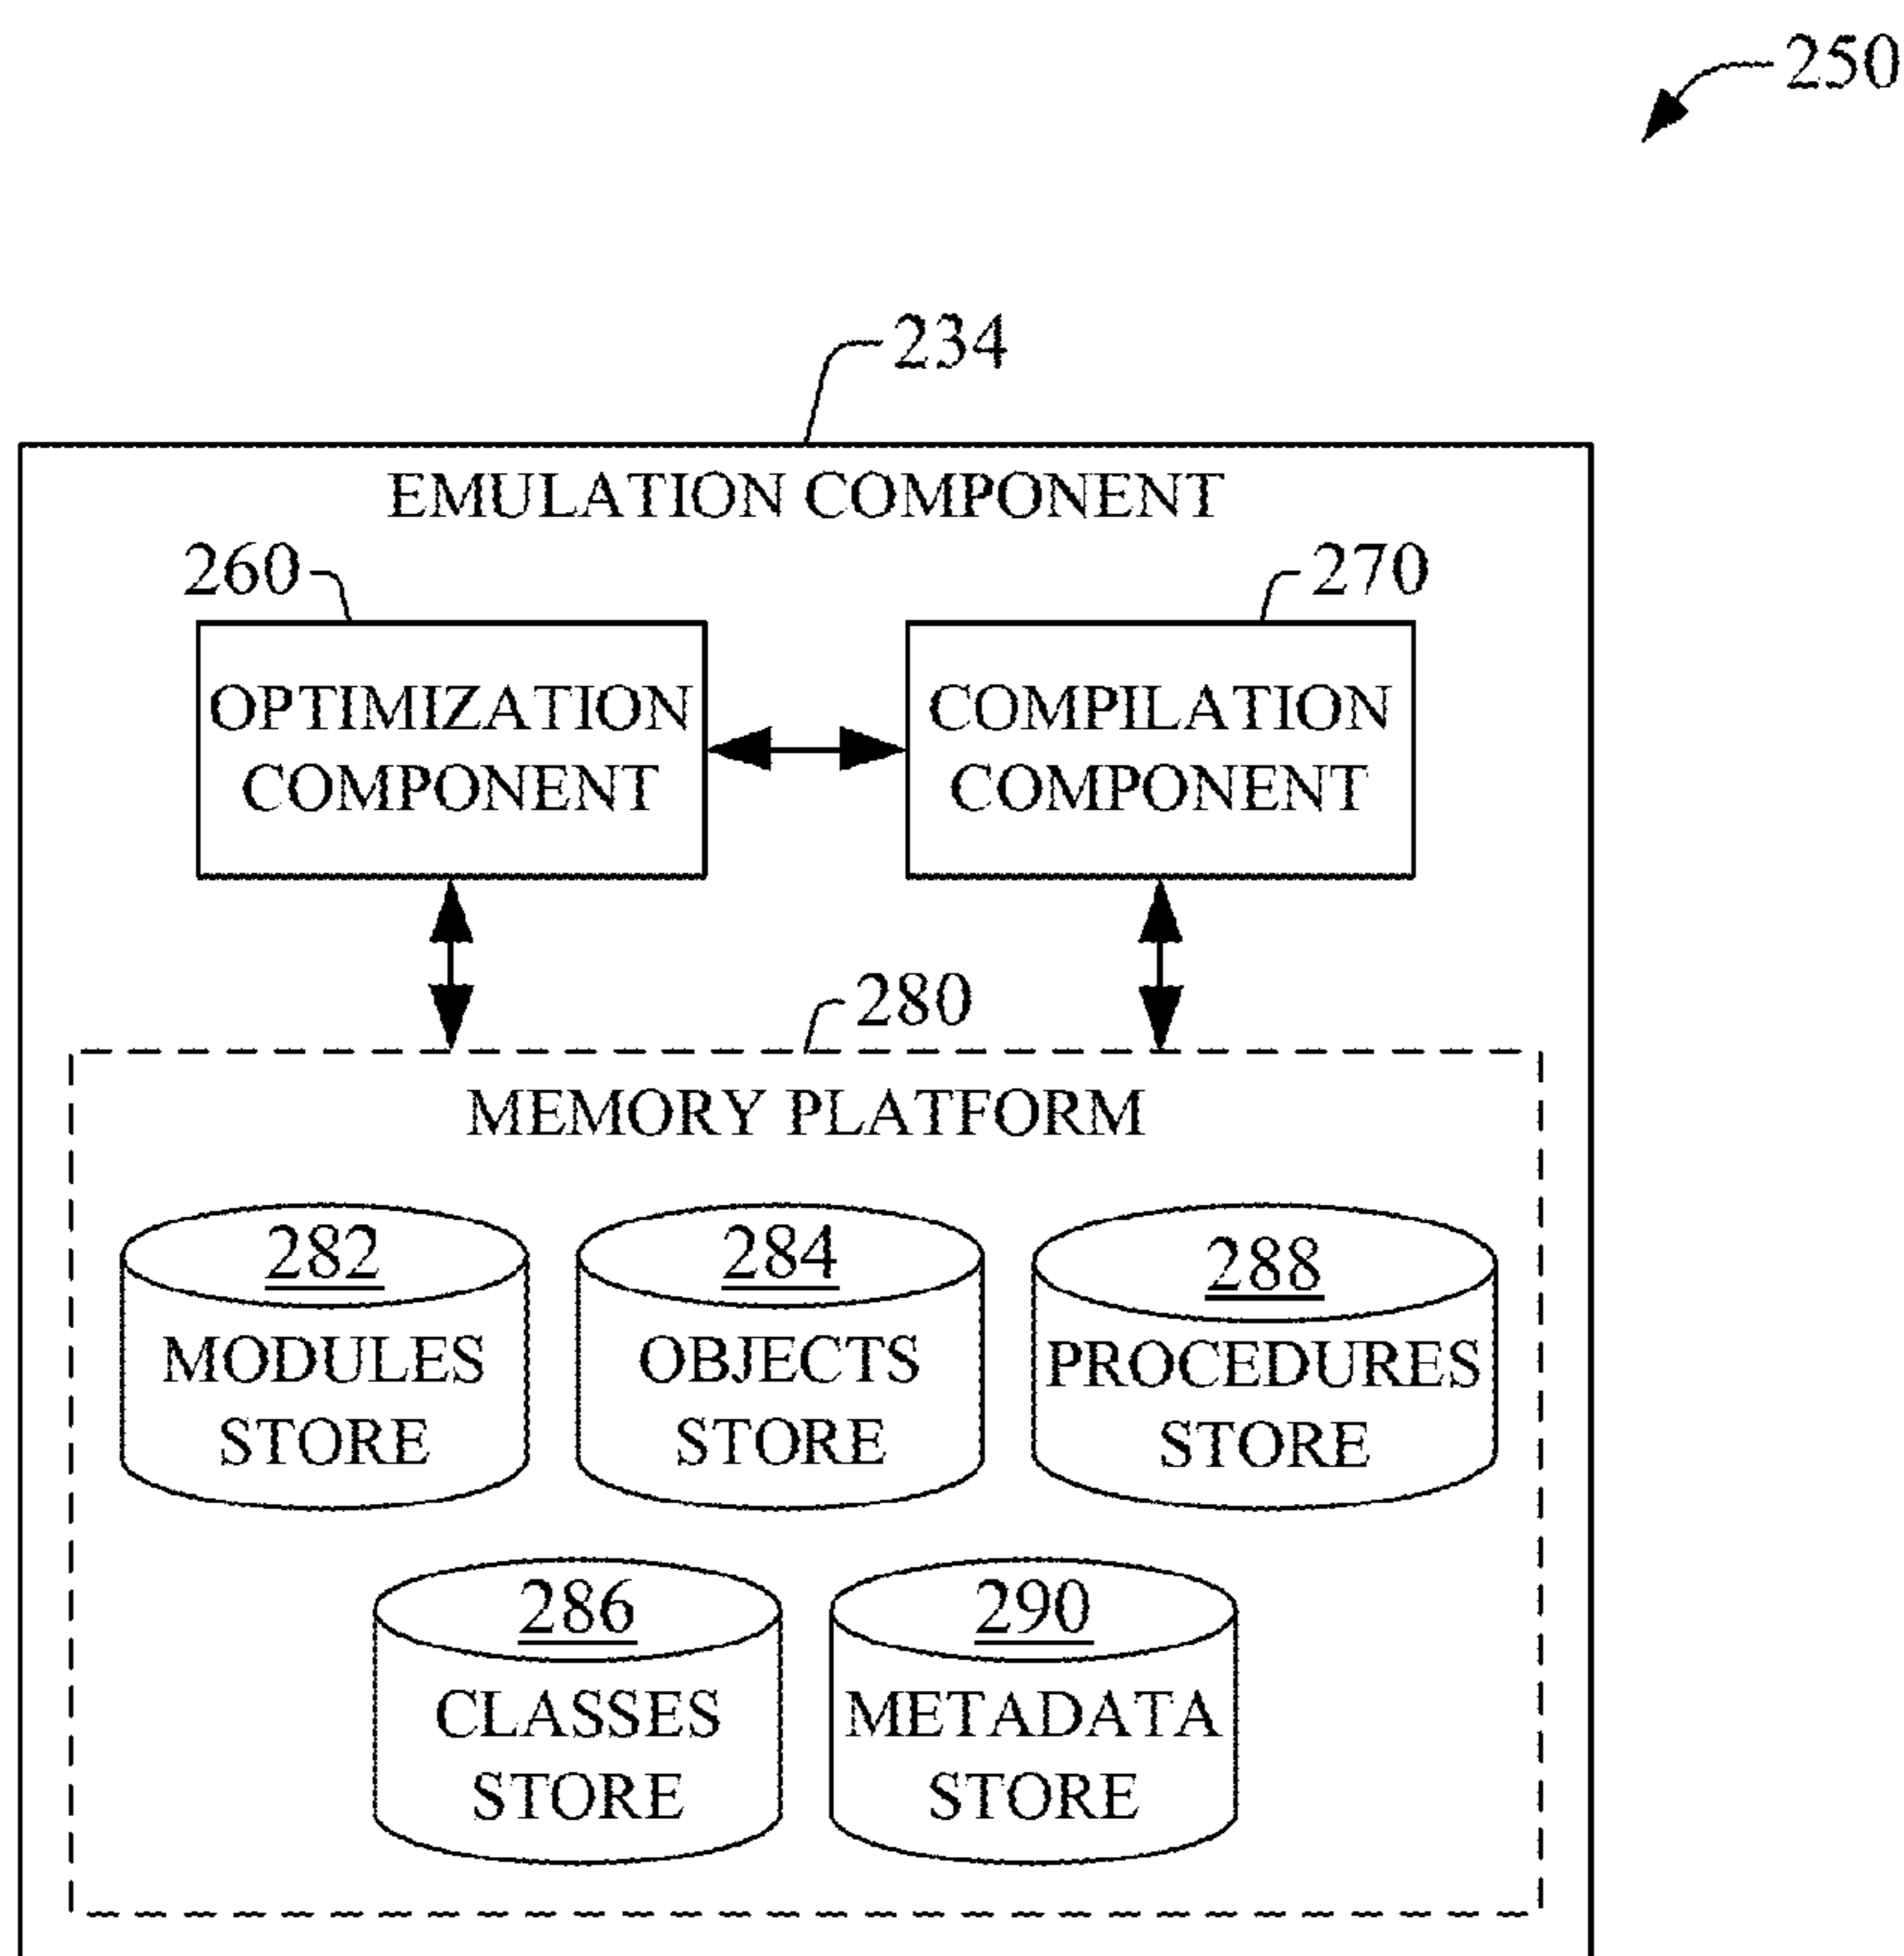 250
234
EMULATION COMPONENT
260
270
OPTIMIZATION
COMPONENT
COMPILATION
COMPONENT
280
MEMORY PLATFORM
282
MODULES
STORE
284
OBJECTS
STORE
288
PROCEDURES
STORE
286
CLASSES
STORE
290
METADATA
STORE